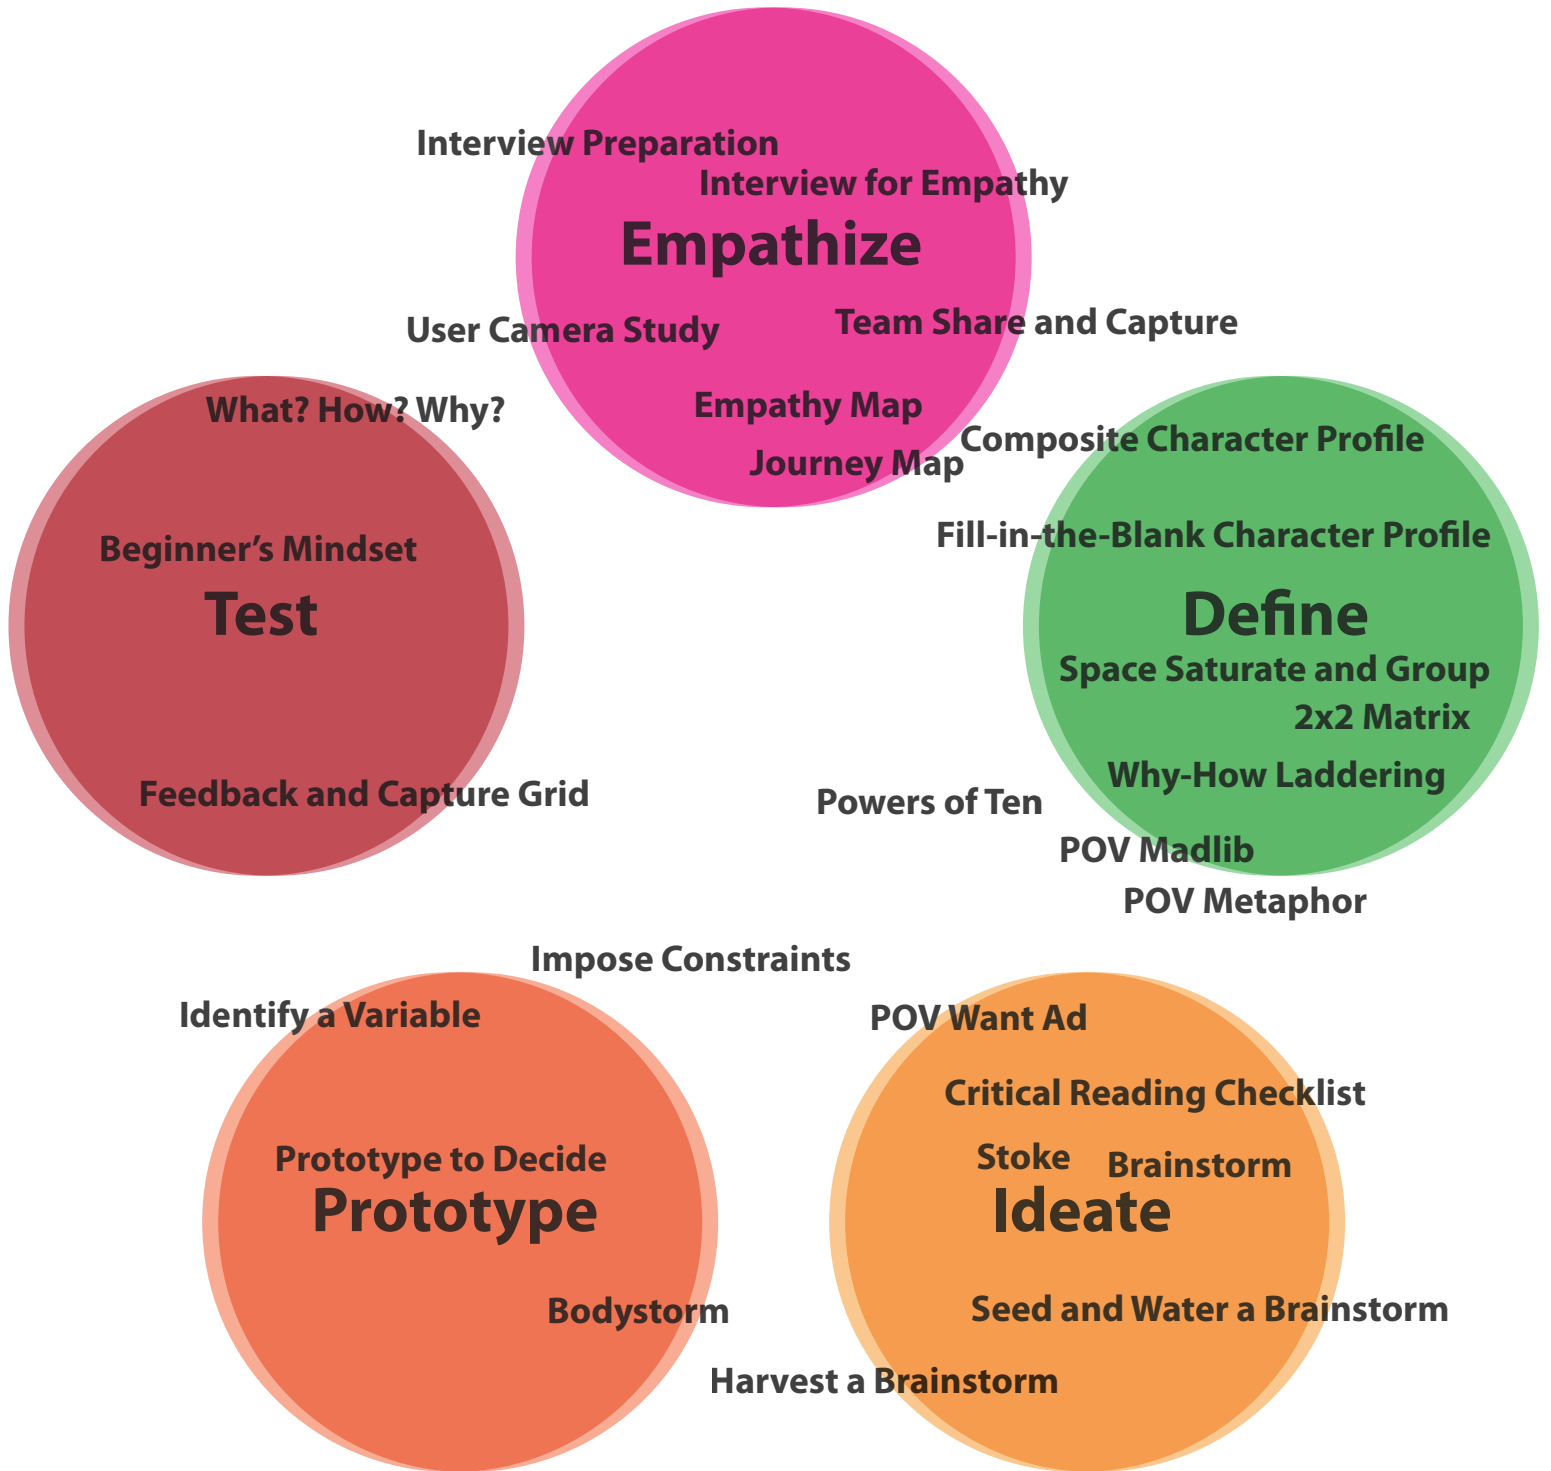 Interview Preparation
Interview for Empathy
Empathize
User Camera Study
Team Share and Capture
What? How? Why?
Empathy Map
Composite Character Profile
Journey Map
Fill-in-the-Blank Character Profile
Beginner’s Mindset
Test
Define
Space Saturate and Group
2x2 Matrix
Why-How Laddering
Feedback and Capture Grid
Powers of Ten
POV Madlib
POV Metaphor
Impose Constraints
Identify a Variable
POV Want Ad
Critical Reading Checklist
Prototype to Decide
Stoke
Brainstorm
Prototype
Ideate
Bodystorm
Seed and Water a Brainstorm
Harvest a Brainstorm